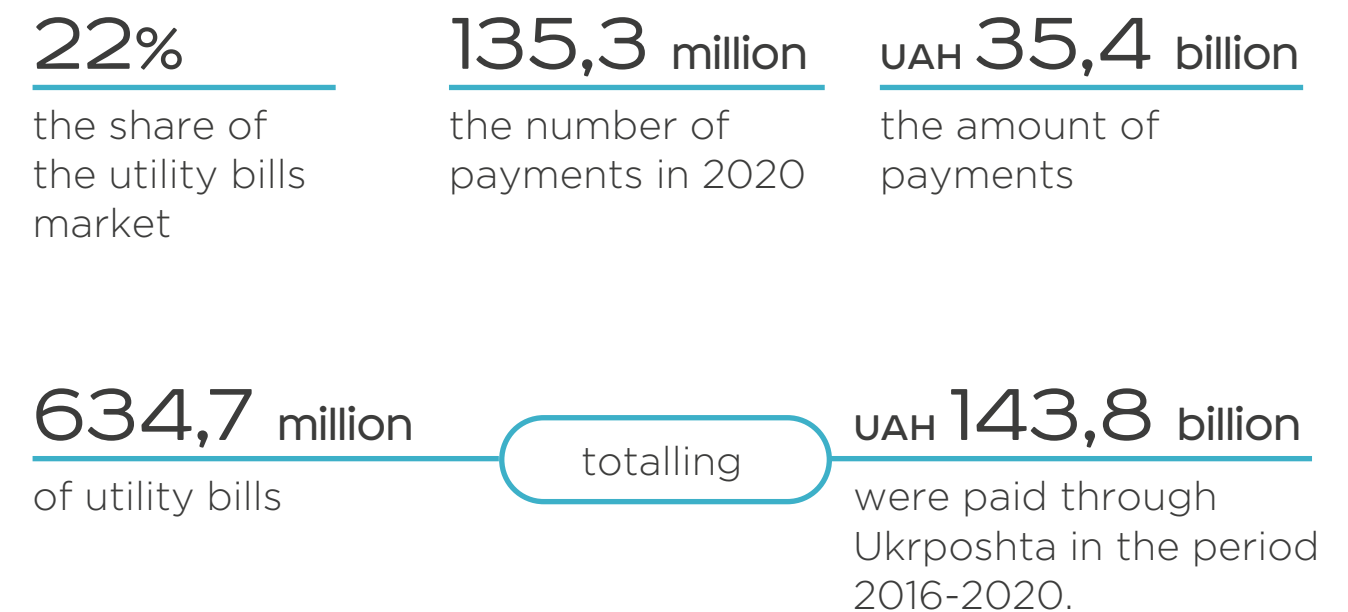 22%
the share of
the utility bills
market
135,3 million
the number of
payments in 2020
UAH 35,4 billion
the amount of
payments
634,7 million
of utility bills
totalling
UAH 143,8 billion
were paid through
Ukrposhta in the period
2016-2020.